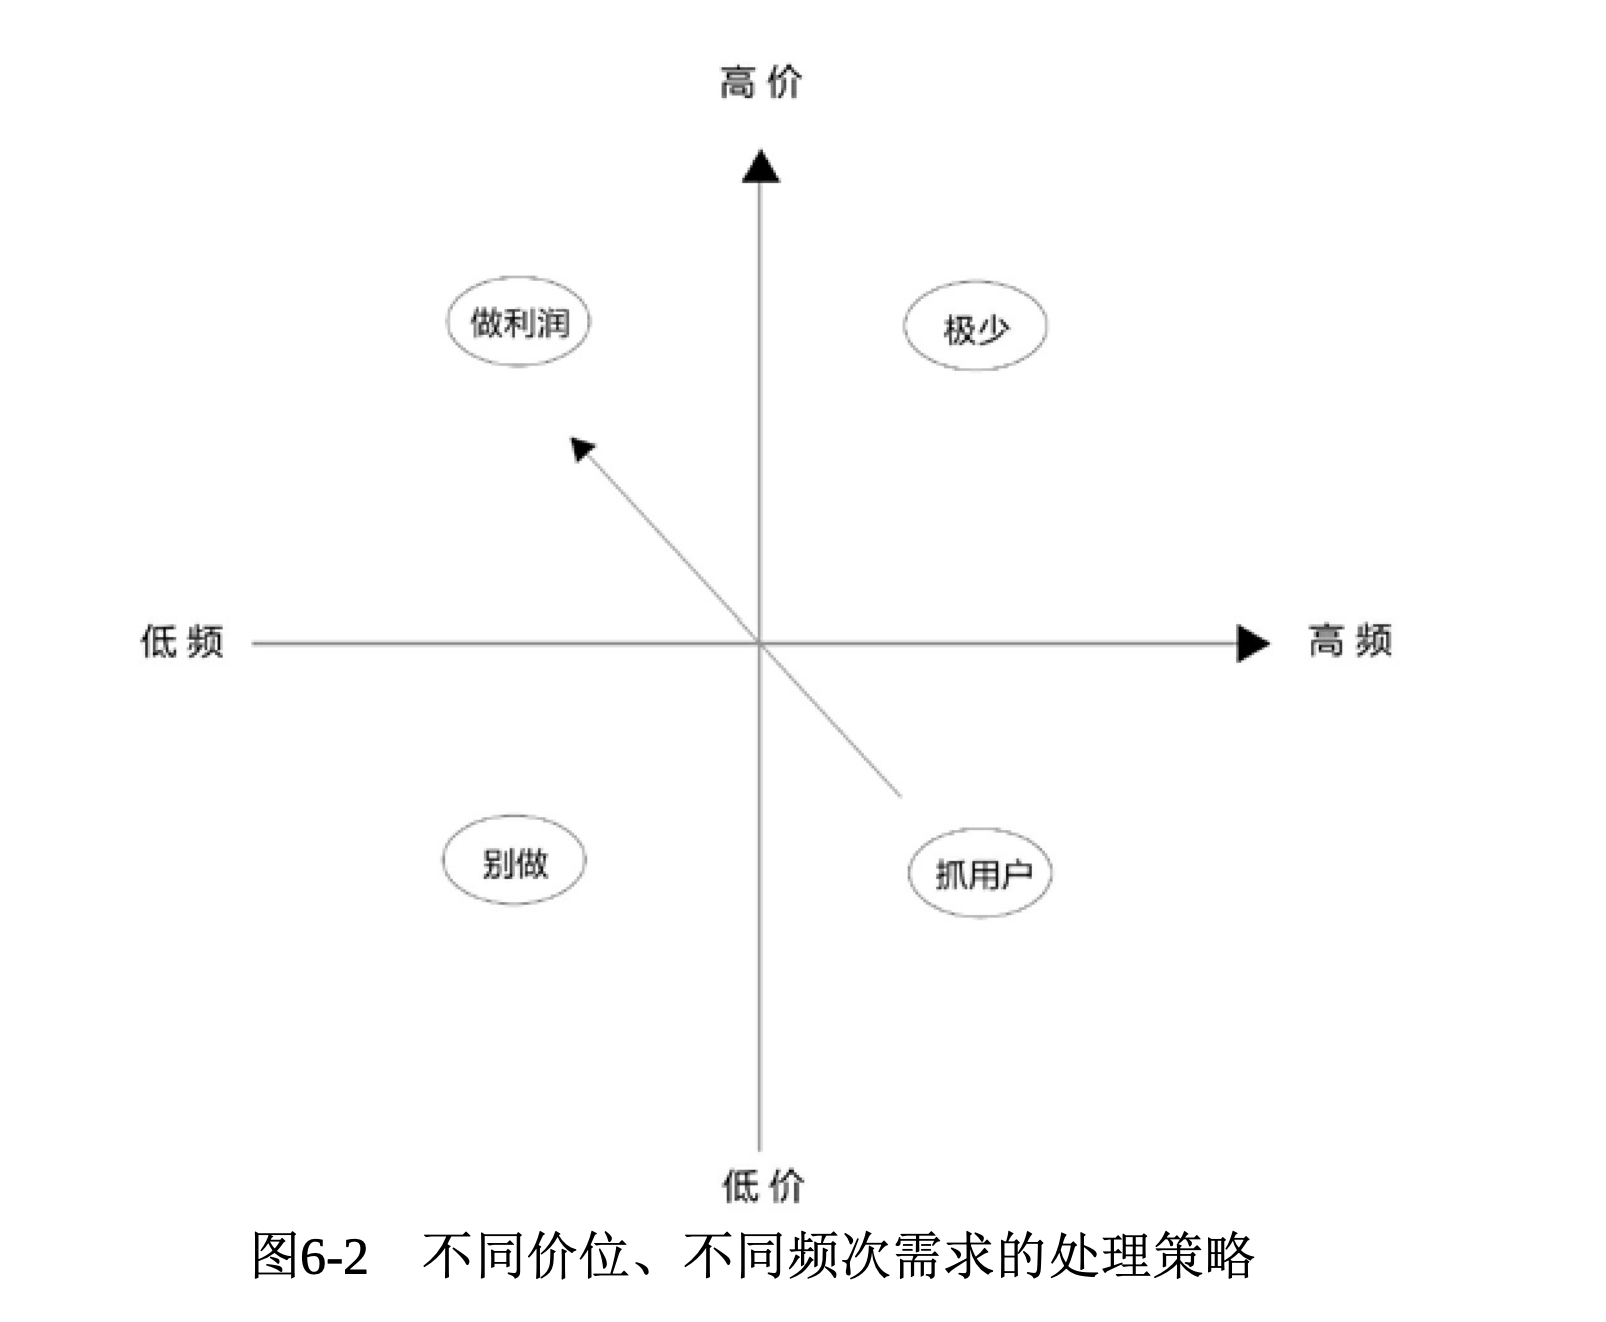 高价
做利润
极少
低频
高频
别做
抓用户
低价
图6-2 不同价位、不同频次需求的处理策略